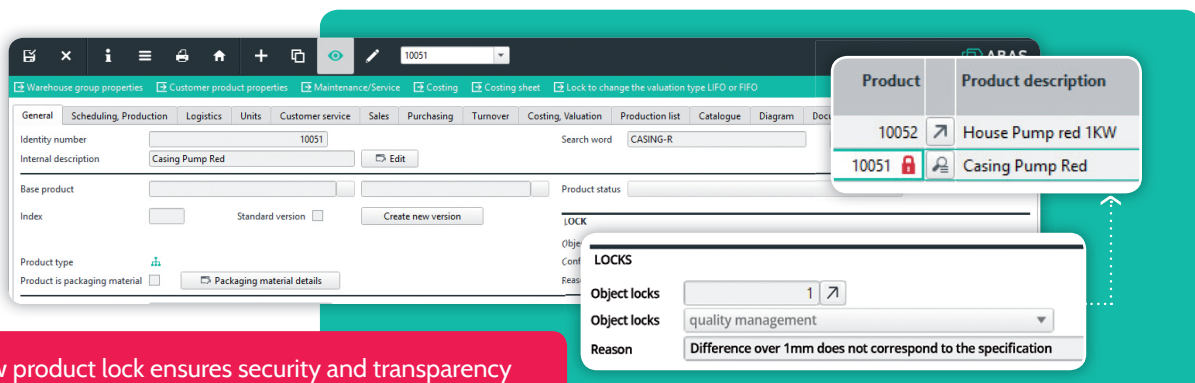 10051
Warehouse group properties Customer product properties Maintenance/Service Costing Costing sheet Lock to change the valuation type LIFO or FIFO
General Scheduling, Production Logistics Units Customer service Sales Purchasing Turnover Costing, Valuation Production list Catalogue Diagram
Identity number 10051 Search word CASING-R
Internal description Casing Pump Red Edit
Base product Product status
Index Standard version Create new version
LOCK
Product type
Product is packaging material Packaging material details
Product Product description
10052 House Pump red 1KW
10051 Casing Pump Red
LOCKS
Object locks 1
Object locks quality management
Reason Difference over 1mm does not correspond to the specification
product lock ensures security and transparency